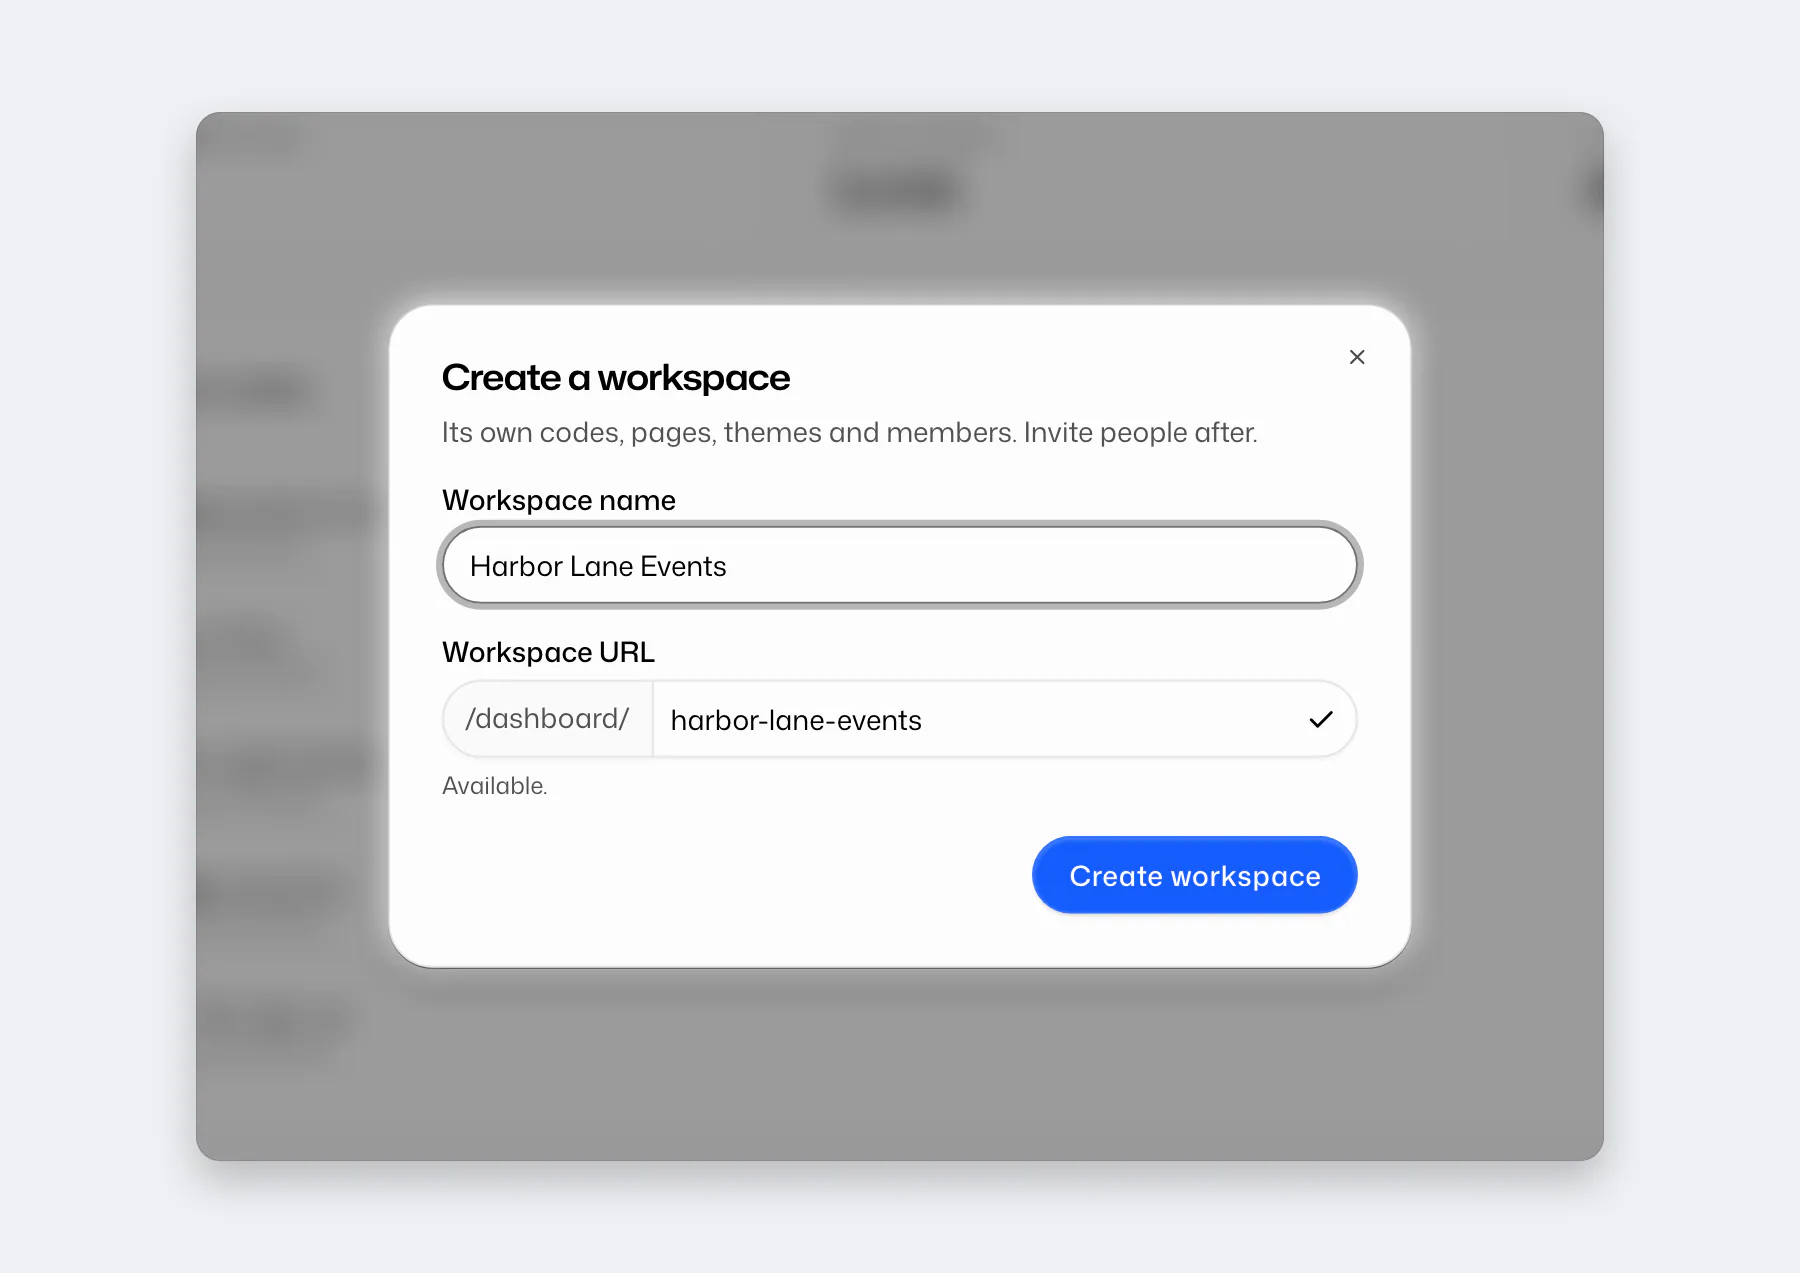 Create a workspace
Its own codes, pages, themes and members. Invite people after.
Workspace name
Harbor Lane Events
Workspace URL
/dashboard/ harbor-lane-events
Available.
Create workspace